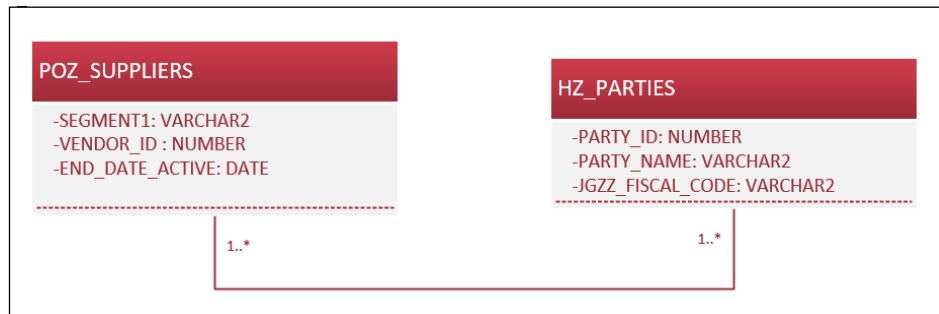 POZ_SUPPLIERS
-SEGMENT1: VARCHAR2
-VENDOR_ID : NUMBER
-END_DATE_ACTIVE: DATE
HZ_PARTIES
-PARTY_ID: NUMBER
-PARTY_NAME: VARCHAR2
-JGZZ_FISCAL_CODE: VARCHAR2
1..*
1..*